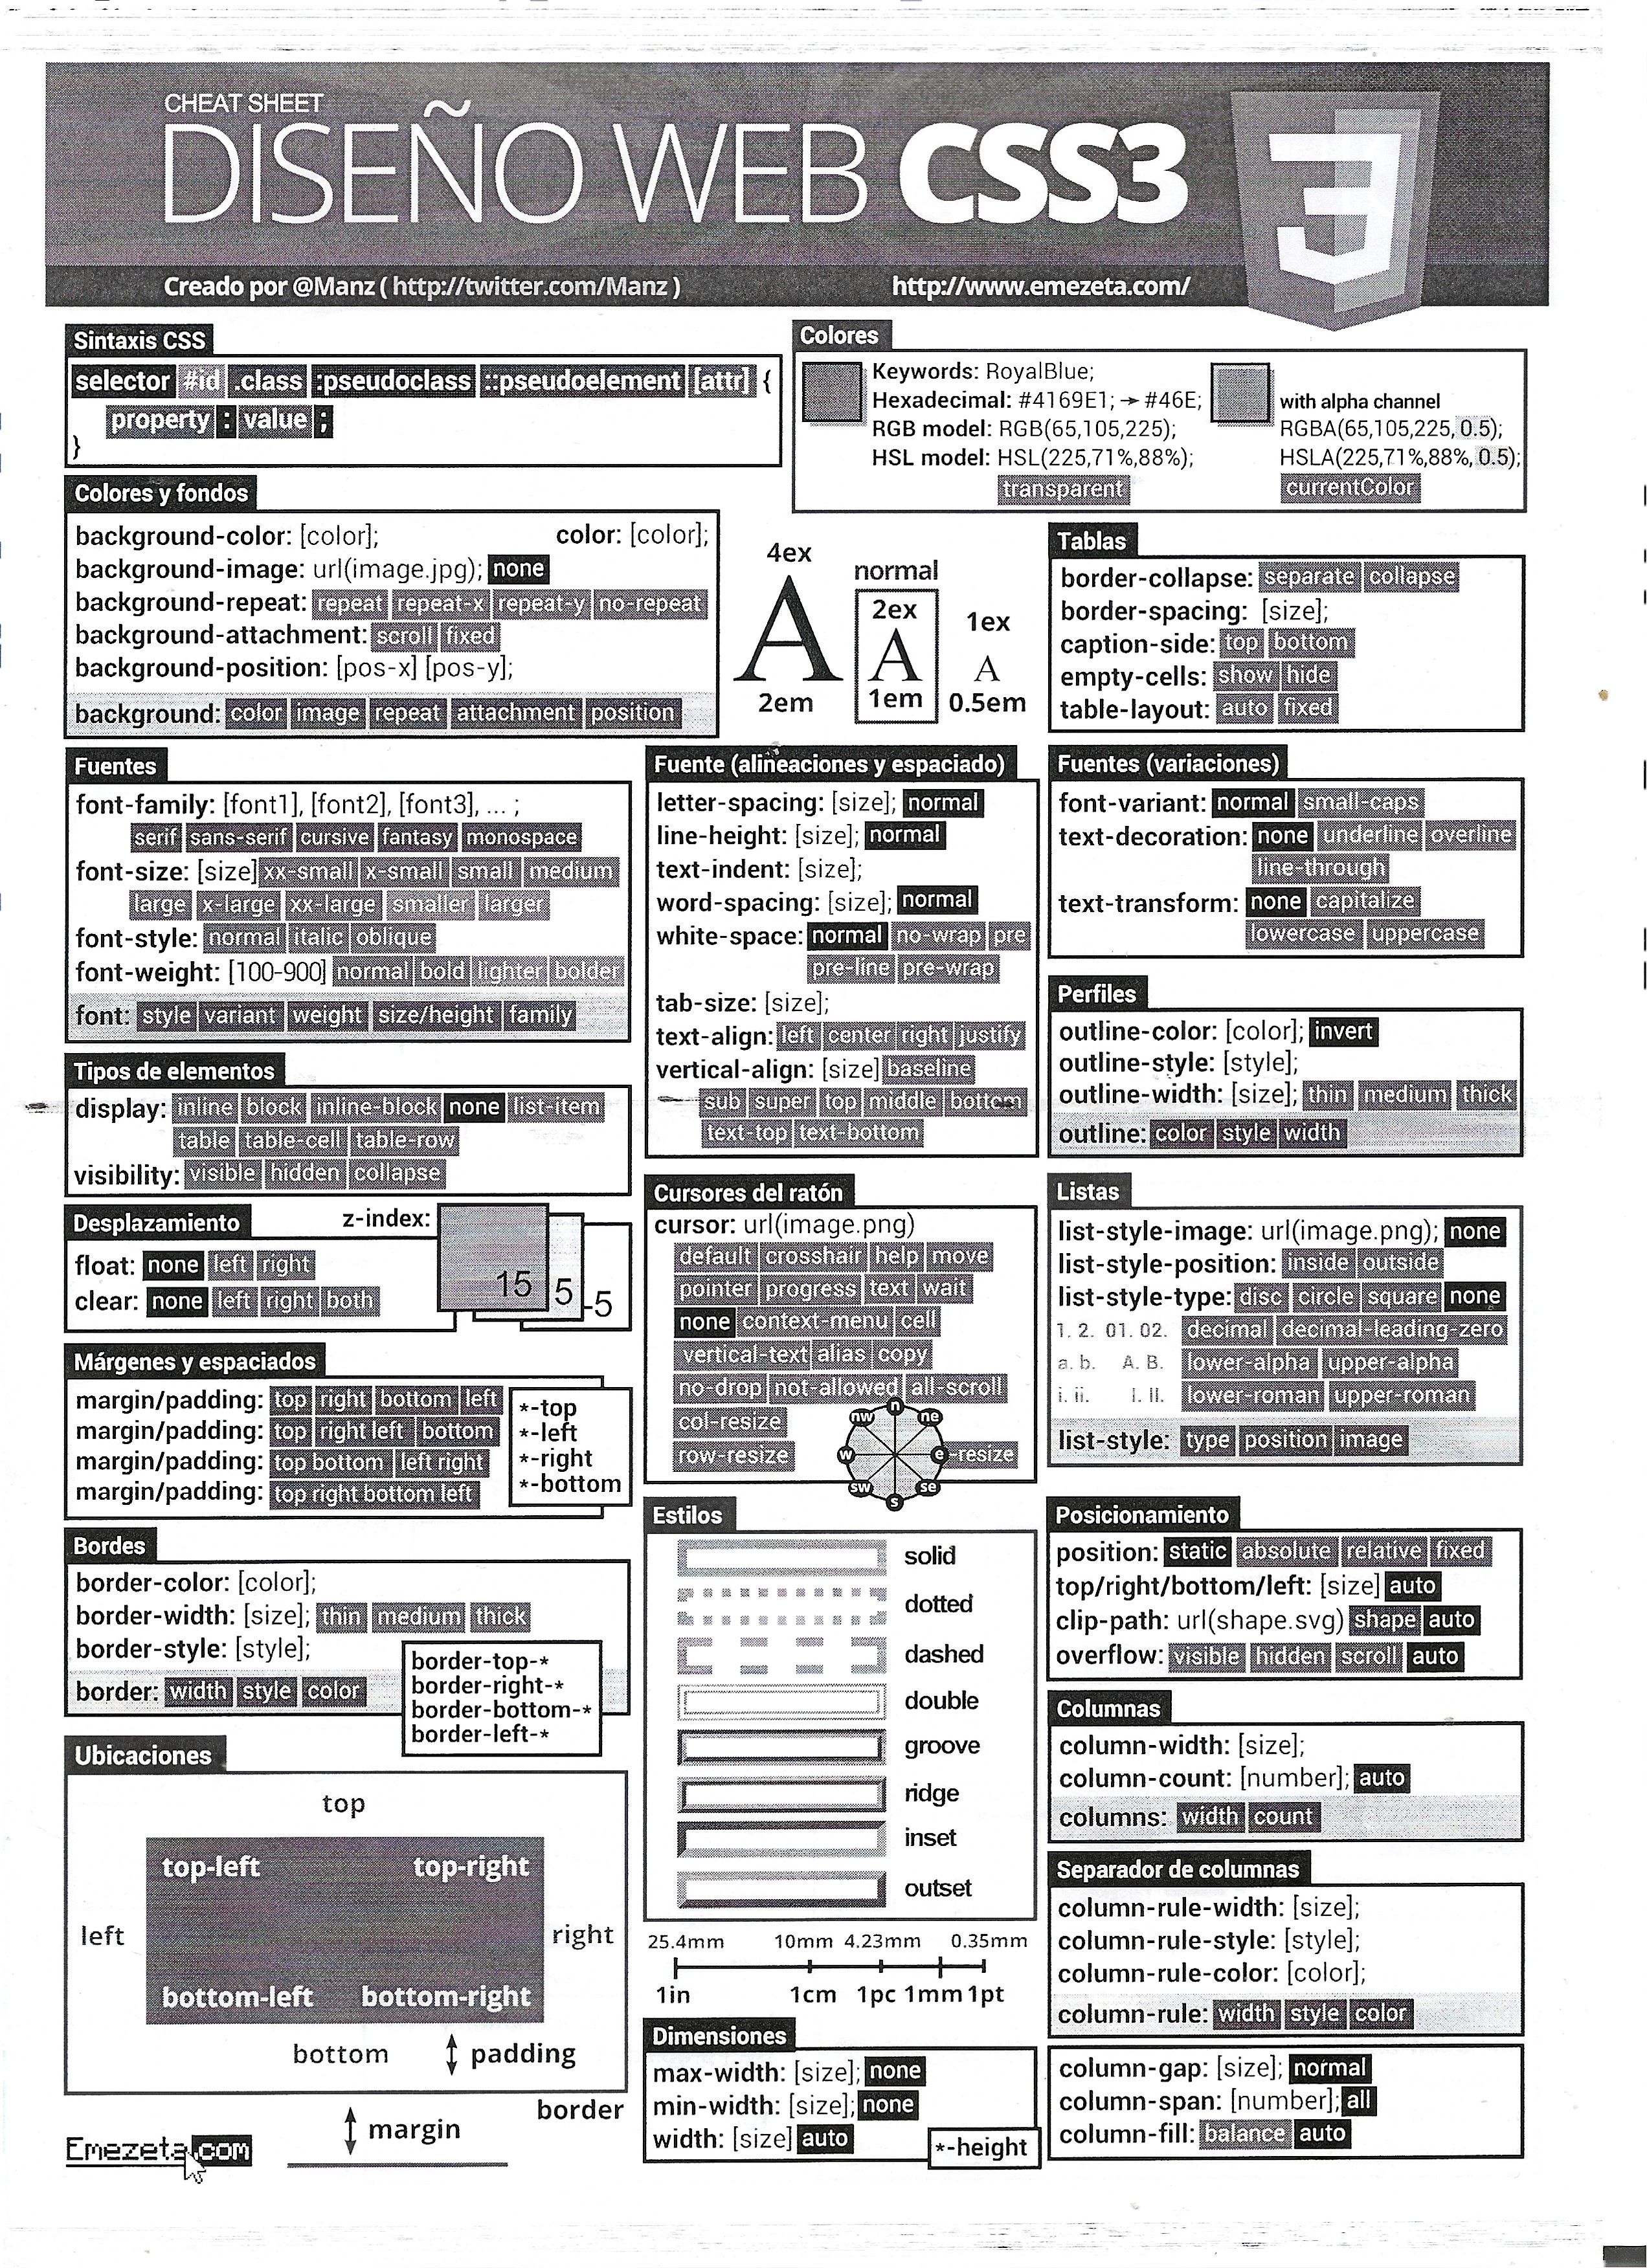 CHEAT SHEET
DISEÑO WEB CSS3
Creado por @Manz ( http://twitter.com/Manz )
http://www.emezeta.com/
Sintaxis CSS
selector #id .class :pseudoclass ::pseudoelement [attr] {
property : value ;
}
Colores
Keywords: RoyalBlue;
Hexadecimal: #4169E1; → #46E;
RGB model: RGB(65,105,225);
HSL model: HSL(225,71%,88%);
transparent
with alpha channel
RGBA(65,105,225, 0.5);
HSLA(225,71%,88%, 0.5);
currentColor
Colores y fondos
background-color: [color]; color: [color];
background-image: url(image.jpg); none
background-repeat: repeat repeat-x repeat-y no-repeat
background-attachment: scroll fixed
background-position: [pos-x] [pos-y];
background: color image repeat attachment position
4ex
A
2em
normal
2ex
A
1em
1ex
A
0.5em
Tablas
border-collapse: separate collapse
border-spacing: [size];
caption-side: top bottom
empty-cells: show hide
table-layout: auto fixed
Fuentes
font-family: [font1], [font2], [font3], ... ;
serif sans-serif cursive fantasy monospace
font-size: [size] xx-small x-small small medium
large x-large xx-large smaller larger
font-style: normal italic oblique
font-weight: [100-900] normal bold lighter bolder
font: style variant weight size/height family
Fuente (alineaciones y espaciado)
letter-spacing: [size]; normal
line-height: [size]; normal
text-indent: [size];
word-spacing: [size]; normal
white-space: normal no-wrap pre
pre-line pre-wrap
tab-size: [size];
text-align: left center right justify
vertical-align: [size] baseline
sub super top middle bottom
text-top text-bottom
Fuentes (variaciones)
font-variant: normal small-caps
text-decoration: none underline overline
line-through
text-transform: none capitalize
lowercase uppercase
Perfiles
outline-color: [color]; invert
outline-style: [style];
outline-width: [size]; thin medium thick
outline: color style width
Tipos de elementos
display: inline block inline-block none list-item
table table-cell table-row
visibility: visible hidden collapse
Desplazamiento
z-index:
float: none left right
clear: none left right both
15 5 -5
Cursores del ratón
cursor: url(image.png)
default crosshair help move
pointer progress text wait
none context-menu cell
vertical-text alias copy
no-drop not-allowed all-scroll
col-resize
row-resize
n
nw ne
w e -resize
sw se
s
Listas
list-style-image: url(image.png); none
list-style-position: inside outside
list-style-type: disc circle square none
1. 2. 01. 02. decimal decimal-leading-zero
a. b. A. B. lower-alpha upper-alpha
i. ii. I. II. lower-roman upper-roman
list-style: type position image
Márgenes y espaciados
margin/padding: top right bottom left
margin/padding: top right left bottom
margin/padding: top bottom left right
margin/padding: top right bottom left
*-top
*-left
*-right
*-bottom
Bordes
border-color: [color];
border-width: [size]; thin medium thick
border-style: [style];
border: width style color
border-top-*
border-right-*
border-bottom-*
border-left-*
Estilos
solid
dotted
dashed
double
groove
ridge
inset
outset
Posicionamiento
position: static absolute relative fixed
top/right/bottom/left: [size] auto
clip-path: url(shape.svg) shape auto
overflow: visible hidden scroll auto
Columnas
column-width: [size];
column-count: [number]; auto
columns: width count
Ubicaciones
top
top-left top-right
left right
bottom-left bottom-right
bottom padding
border
margin
25.4mm 10mm 4.23mm 0.35mm
1in 1cm 1pc 1mm 1pt
Separador de columnas
column-rule-width: [size];
column-rule-style: [style];
column-rule-color: [color];
column-rule: width style color
Dimensiones
max-width: [size]; none
min-width: [size]; none
width: [size] auto
*-height
column-gap: [size]; normal
column-span: [number]; all
column-fill: balance auto
Emezeta.com